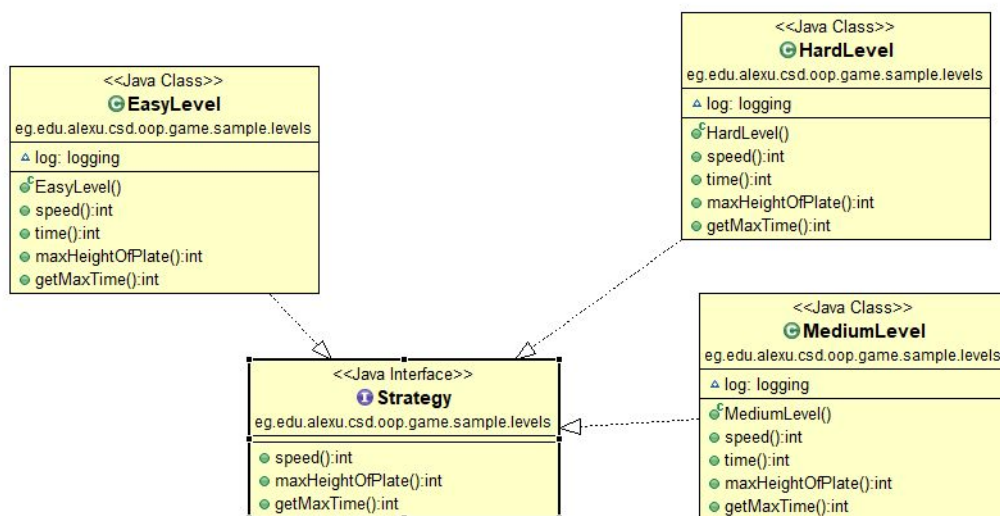 <<Java Class>>
EasyLevel
eg.edu.alexu.csd.oop.game.sample.levels
log: logging
EasyLevel()
speed():int
time():int
maxHeightOfPlate():int
getMaxTime():int
<<Java Class>>
HardLevel
eg.edu.alexu.csd.oop.game.sample.levels
log: logging
HardLevel()
speed():int
time():int
maxHeightOfPlate():int
getMaxTime():int
<<Java Interface>>
Strategy
eg.edu.alexu.csd.oop.game.sample.levels
speed():int
maxHeightOfPlate():int
getMaxTime():int
<<Java Class>>
MediumLevel
eg.edu.alexu.csd.oop.game.sample.levels
log: logging
MediumLevel()
speed():int
time():int
maxHeightOfPlate():int
getMaxTime():int